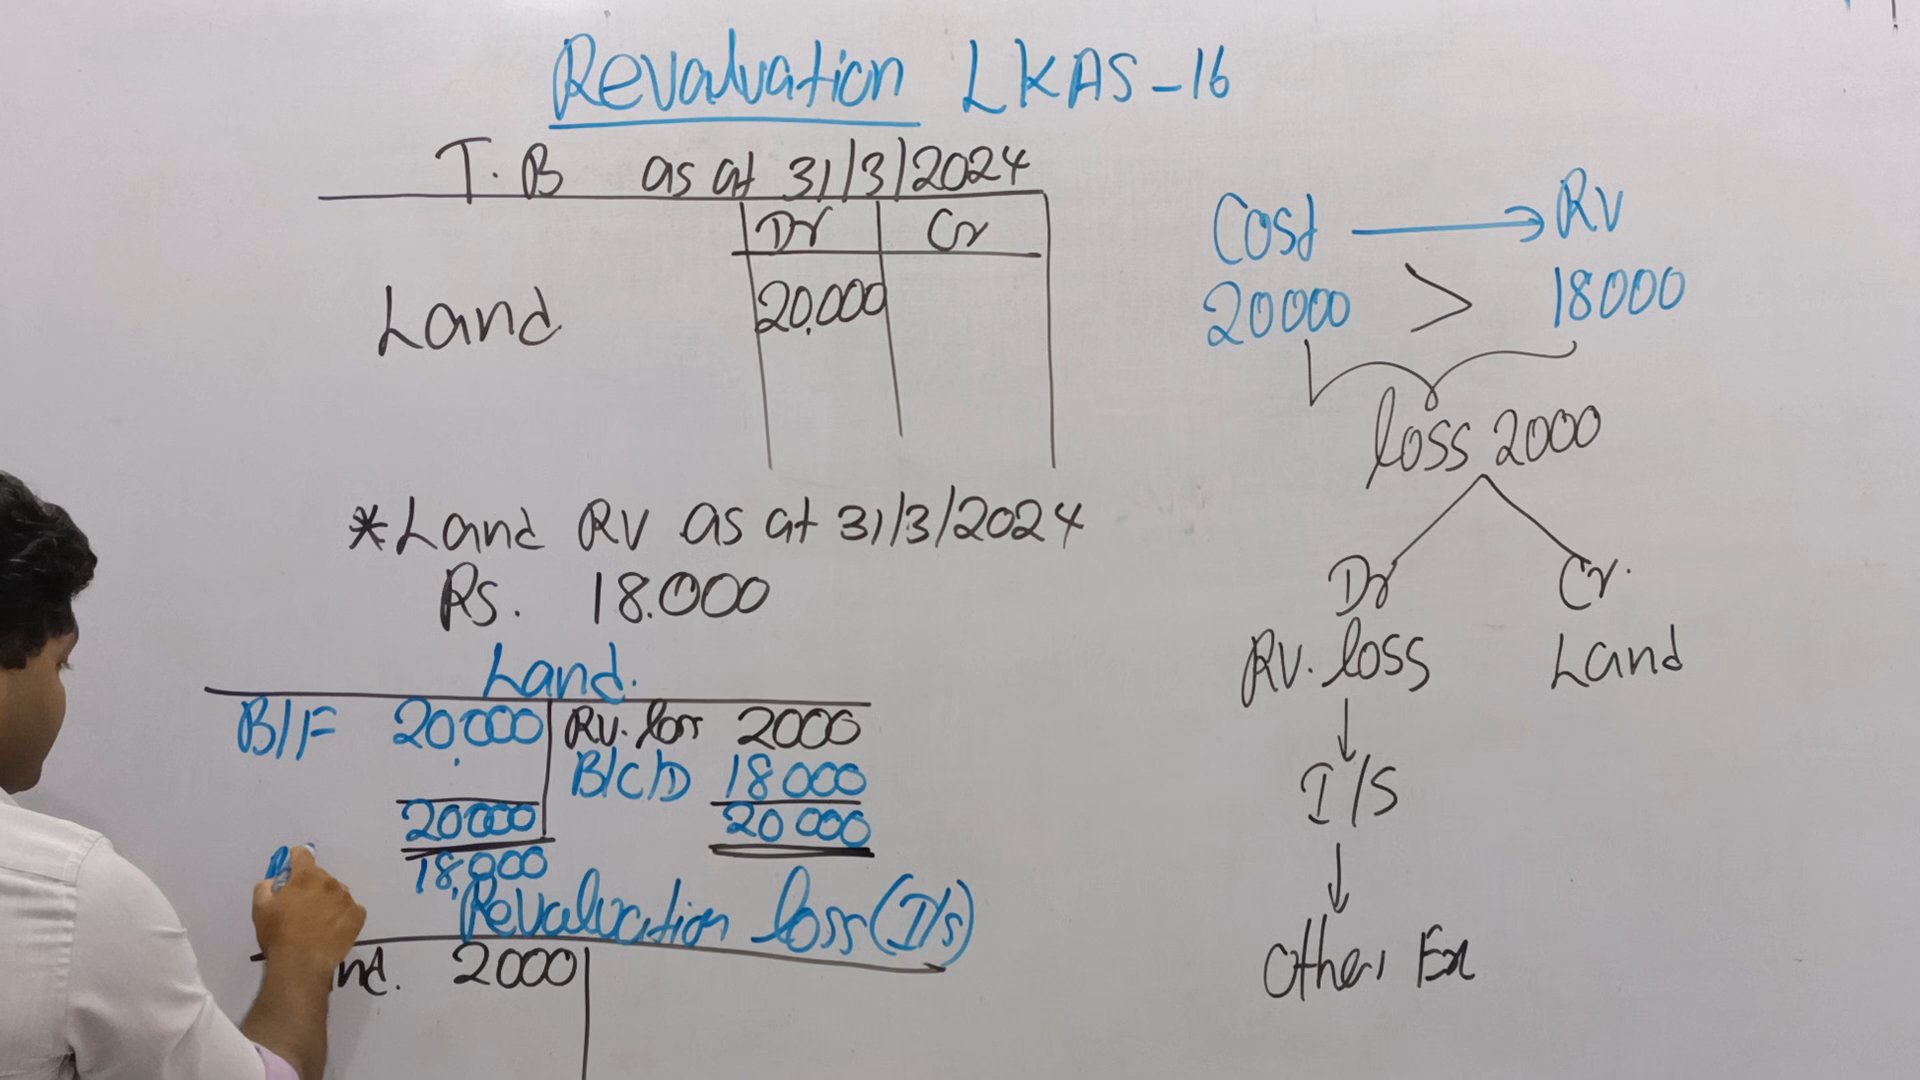 Revaluation LKAS-16
T.B as at 31/3/2024
Dr Cr
Land 20,000
*Land RV as at 31/3/2024
Rs. 18.000
Land.
B/F 20,000 RV. loss 2000
B/C/D 18000
20000 20000
18,000
Revaluation loss (I/S)
nd. 2000
Cost → RV
20000 > 18000
loss 2000
Dr Cr.
RV. loss Land
↓
I/S
↓
Other Ex